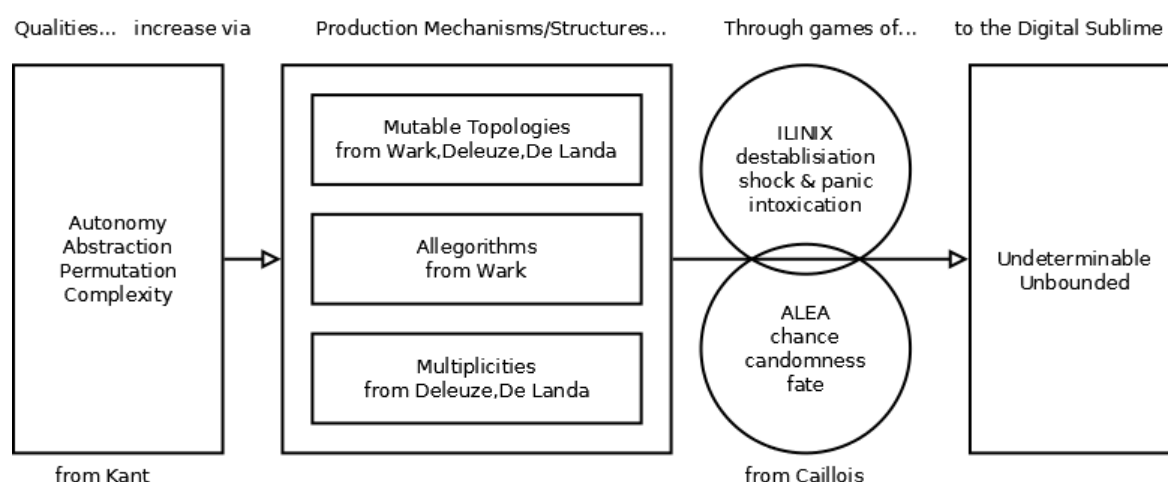 Qualities... increase via
Production Mechanisms/Structures...
Through games of...
to the Digital Sublime
Autonomy
Abstraction
Permutation
Complexity
from Kant
Mutable Topologies
from Wark,Deleuze,De Landa
Allegorithms
from Wark
Multiplicities
from Deleuze,De Landa
ILINIX
destablisiation
shock & panic
intoxication
ALEA
chance
candomness
fate
from Caillois
Undeterminable
Unbounded